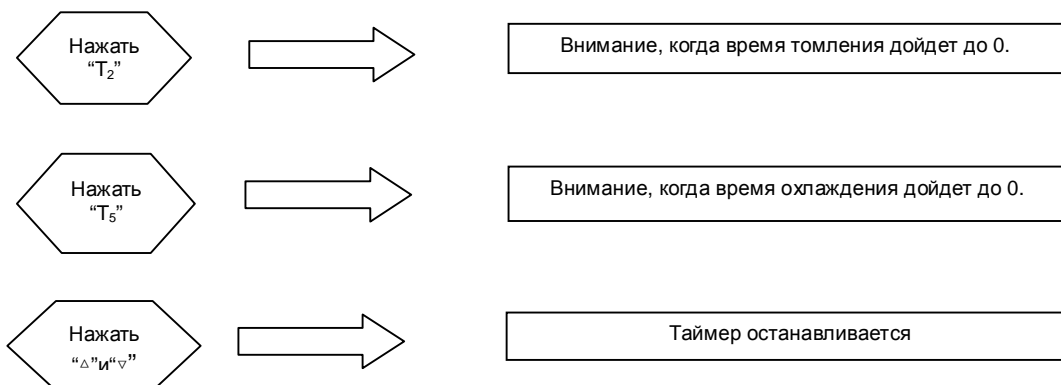 Нажать
“T₂”
Внимание, когда время томления дойдет до 0.
Нажать
“T₅”
Внимание, когда время охлаждения дойдет до 0.
Нажать
“△”и“▽”
Таймер останавливается